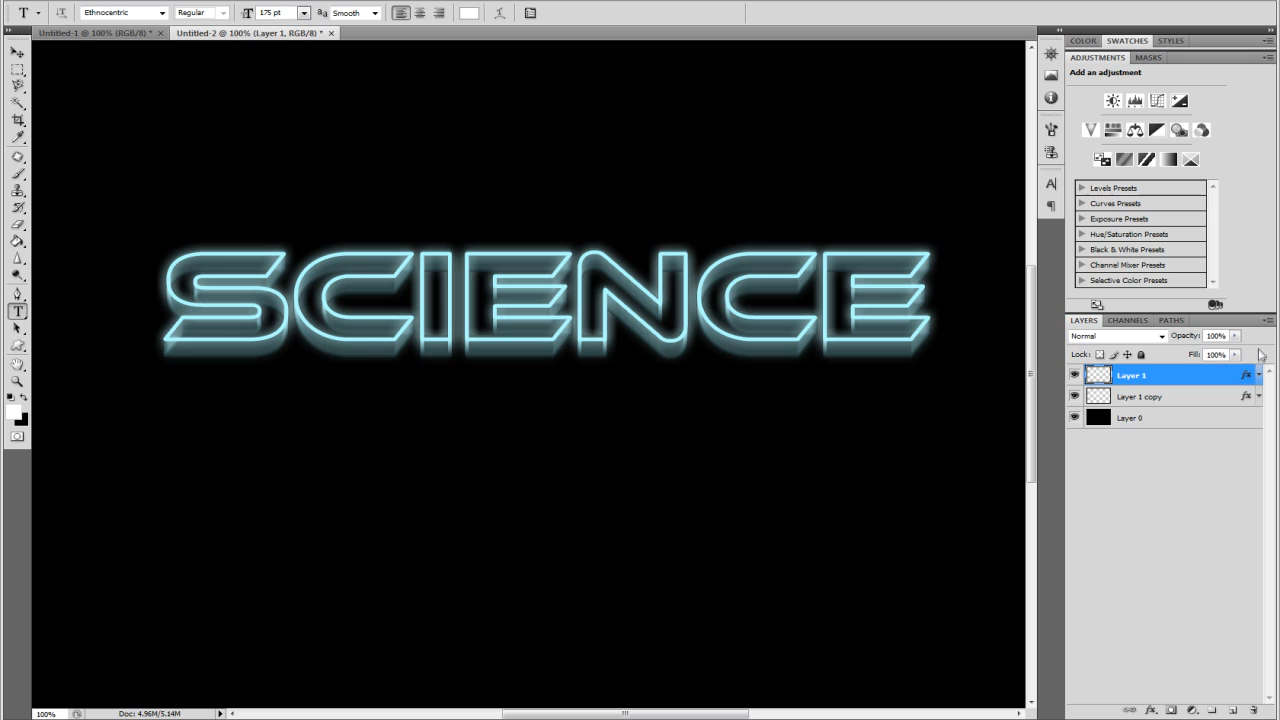 Ethnocentric Regular 175 pt Smooth
Untitled-1 @ 100% (RGB/8) * Untitled-2 @ 100% (Layer 1, RGB/8) *
COLOR SWATCHES STYLES
ADJUSTMENTS MASKS
Add an adjustment
Levels Presets
Curves Presets
Exposure Presets
Hue/Saturation Presets
Black & White Presets
Channel Mixer Presets
Selective Color Presets
SCIENCE
LAYERS CHANNELS PATHS
Normal Opacity: 100%
Lock: Fill: 100%
Layer 1
Layer 1 copy
Layer 0
100% Doc: 4.96M/5.14M